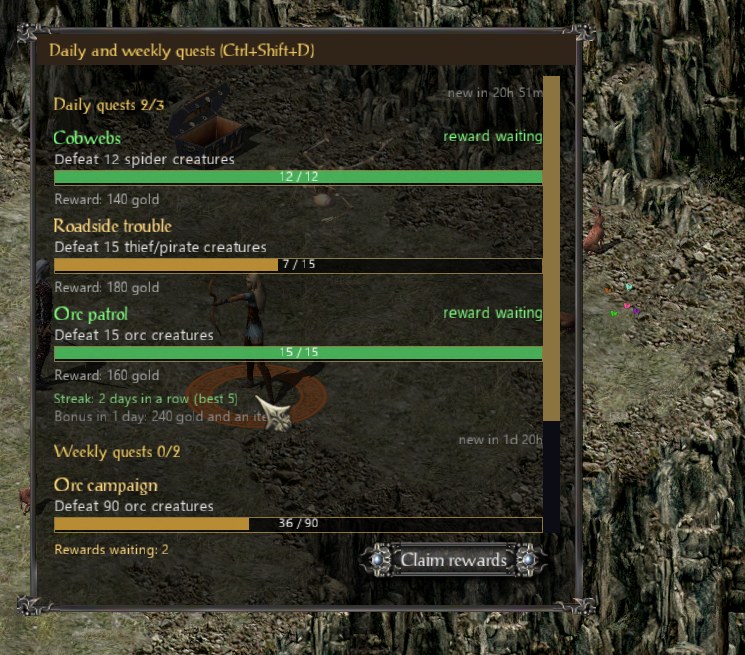 Daily and weekly quests (Ctrl+Shift+D)
new in 20h 51m
Daily quests 2/3
Cobwebs
reward waiting
Defeat 12 spider creatures
12 / 12
Reward: 140 gold
Roadside trouble
Defeat 15 thief/pirate creatures
7 / 15
Reward: 180 gold
Orc patrol
reward waiting
Defeat 15 orc creatures
15 / 15
Reward: 160 gold
Streak: 2 days in a row (best 5)
Bonus in 1 day: 240 gold and an
new in 1d 20h
Weekly quests 0/2
Orc campaign
Defeat 90 orc creatures
36 / 90
Rewards waiting: 2
Claim rewards